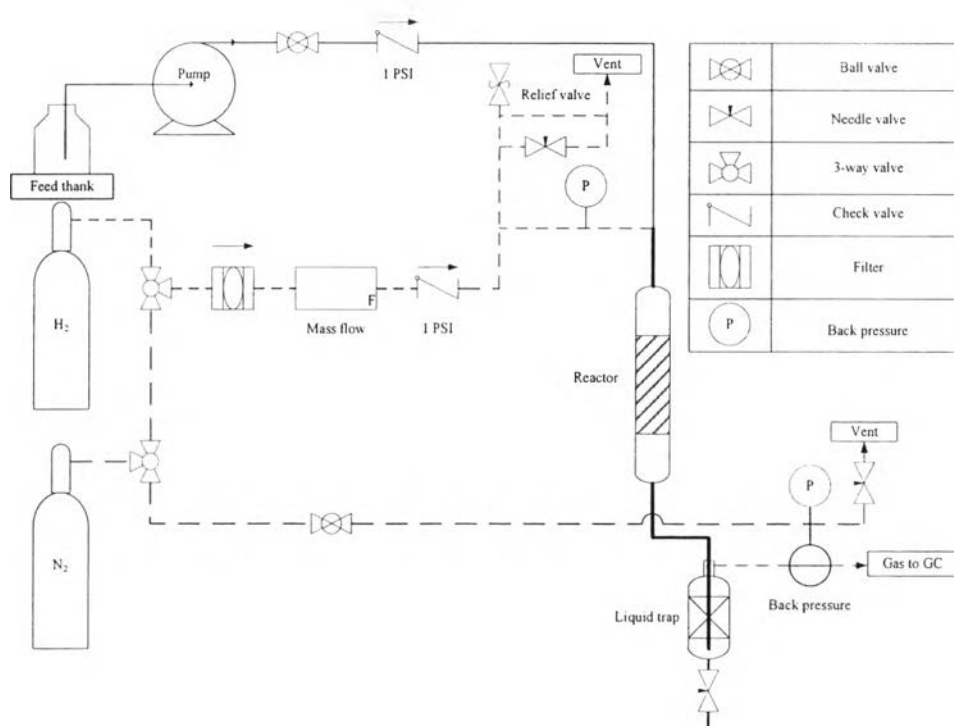 Pump
1 PSI
Vent
Relief valve
Feed thank
P
H2
Mass flow
F
1 PSI
Reactor
N2
Vent
P
Gas to GC
Back pressure
Liquid trap
Ball valve
Needle valve
3-way valve
Check valve
Filter
P
Back pressure